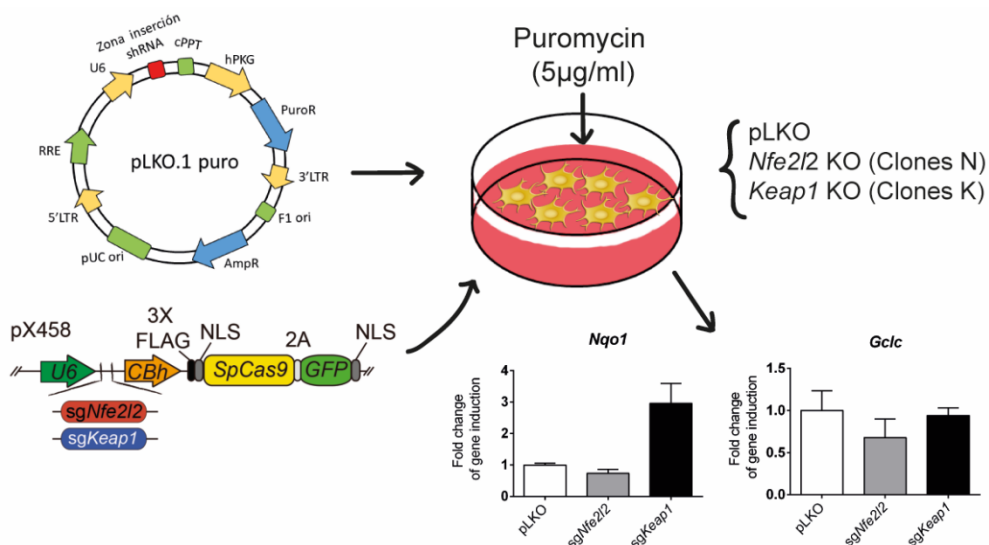 Zona inserción
shRNA
cPPT
hPKG
U6
PuroR
RRE
pLKO.1 puro
3'LTR
5'LTR
F1 ori
pUC ori
AmpR
Puromycin
(5µg/ml)
pLKO
Nfe2l2 KO (Clones N)
Keap1 KO (Clones K)
pX458
3X
FLAG
NLS
2A
NLS
U6
CBh
SpCas9
GFP
sgNfe2l2
sgKeap1
Nqo1
Fold change
of gene induction
4
3
2
1
0
pLKO
sgNfe2l2
sgKeap1
Gclc
Fold change
of gene induction
1.5
1.0
0.5
0.0
pLKO
sgNfe2l2
sgKeap1